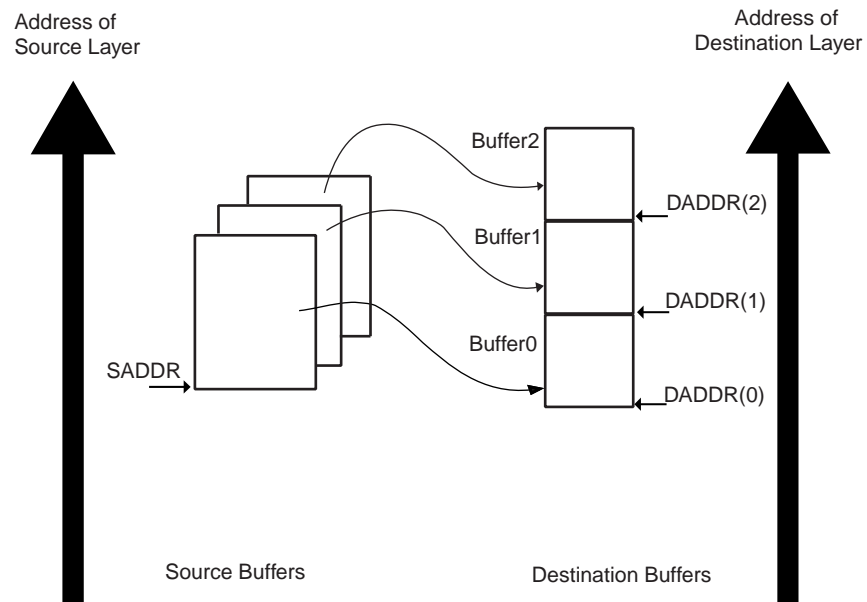 Address of
Source Layer
Address of
Destination Layer
Buffer2
DADDR(2)
Buffer1
DADDR(1)
Buffer0
SADDR
DADDR(0)
Source Buffers
Destination Buffers